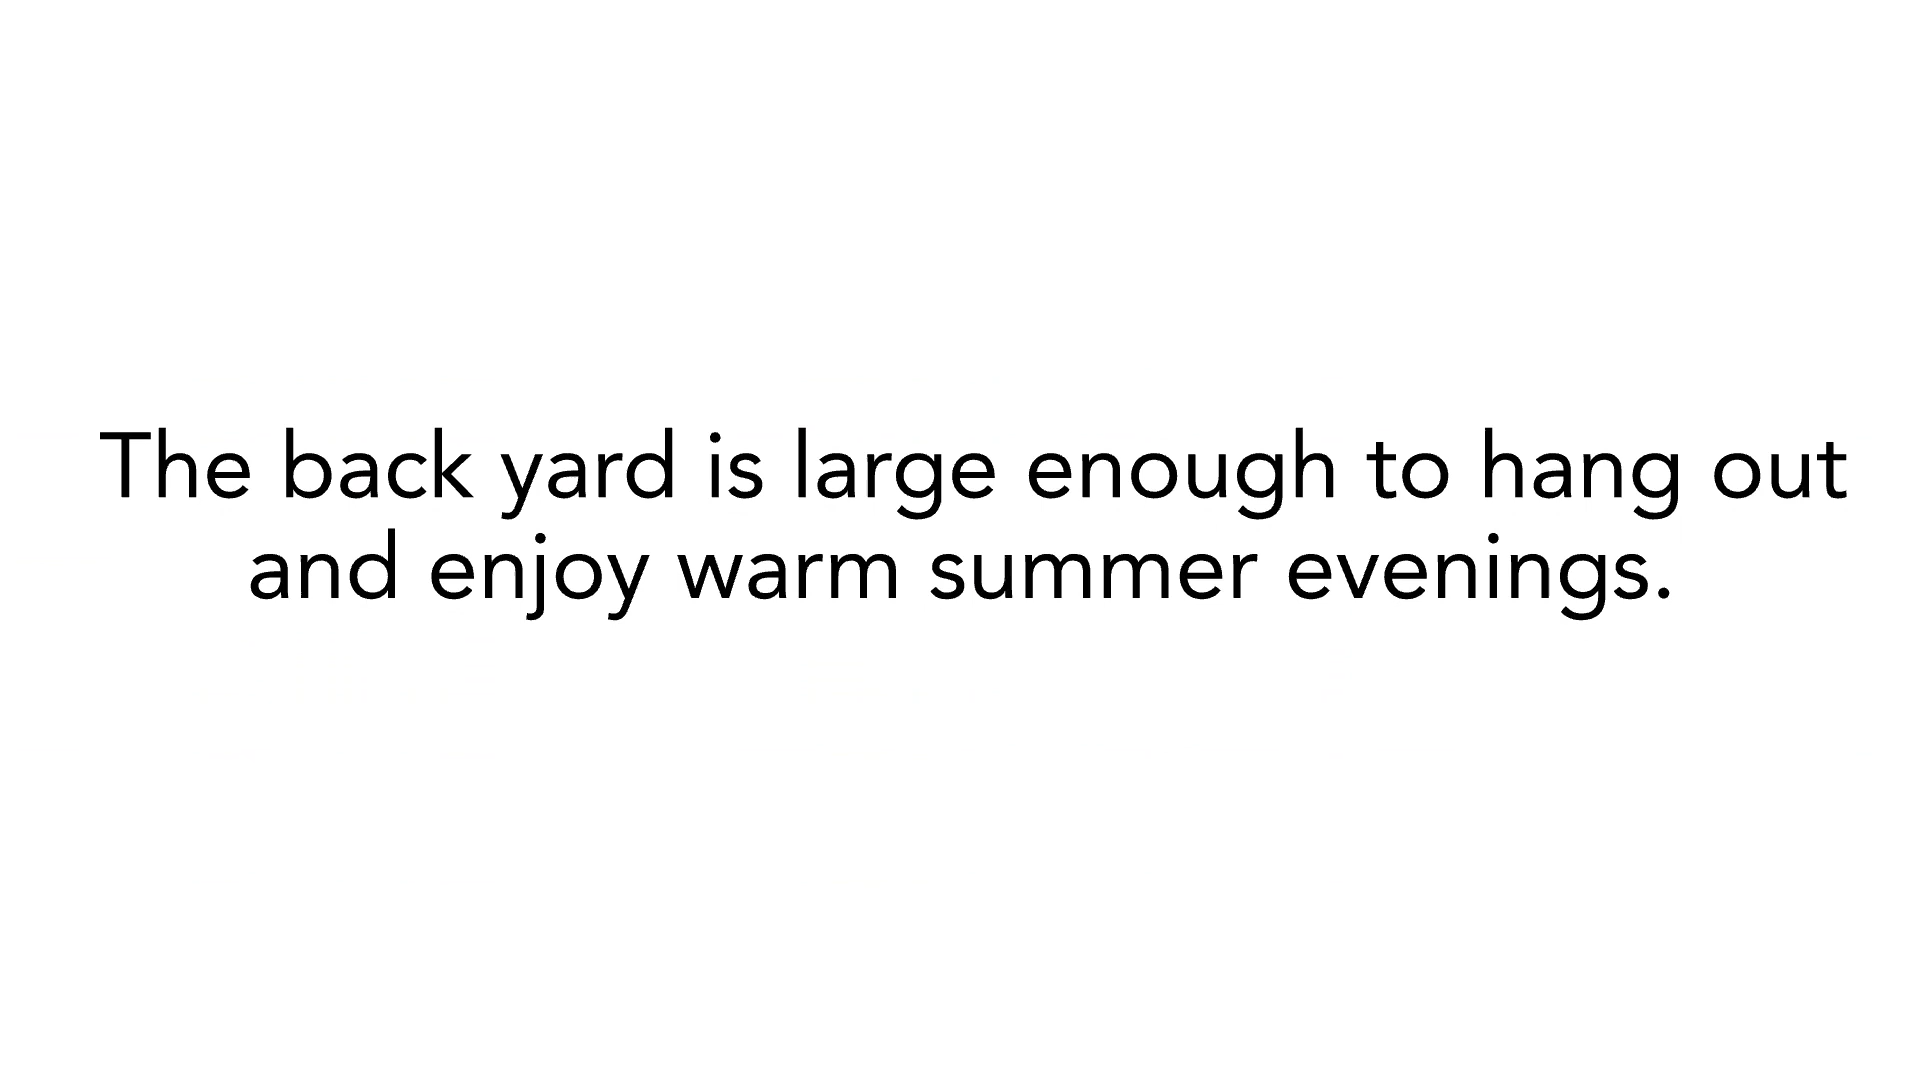 The back yard is large enough to hang out
and enjoy warm summer evenings.